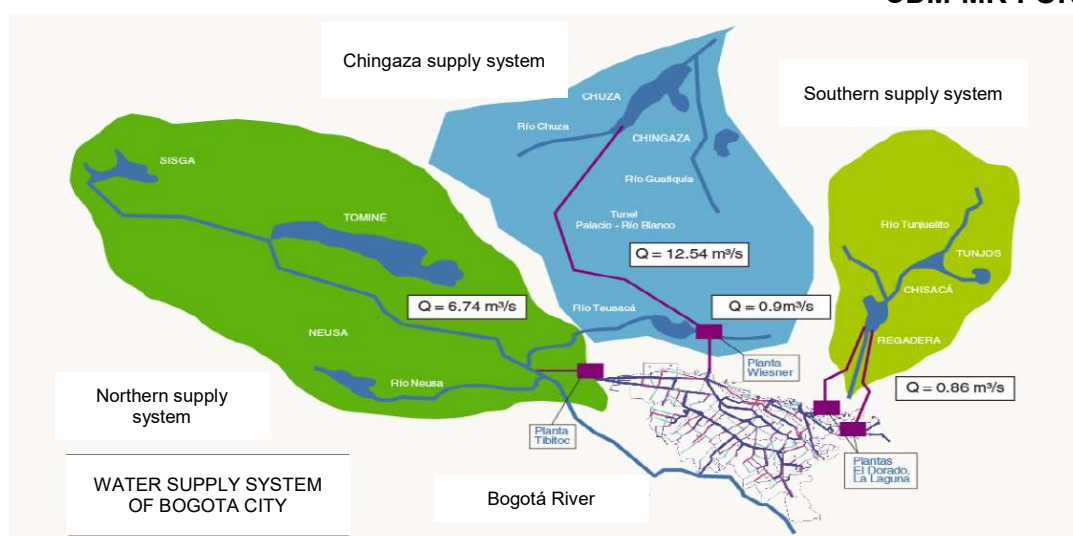 Chingaza supply system
Southern supply system
CHUZA
Río Chuza
CHINGAZA
SISGA
Río Guatiquía
Tunel
Palacio - Río Blanco
TOMINÉ
Río Tunjuelito
TUNJOS
CHISACÁ
Q = 12.54 m³/s
Q = 6.74 m³/s
Río Teusacá
Q = 0.9m³/s
NEUSA
REGADERA
Planta
Wiesner
Río Neusa
Q = 0.86 m³/s
Northern supply
system
Planta
Tibitoc
Plantas
El Dorado,
La Laguna
WATER SUPPLY SYSTEM
OF BOGOTA CITY
Bogotá River